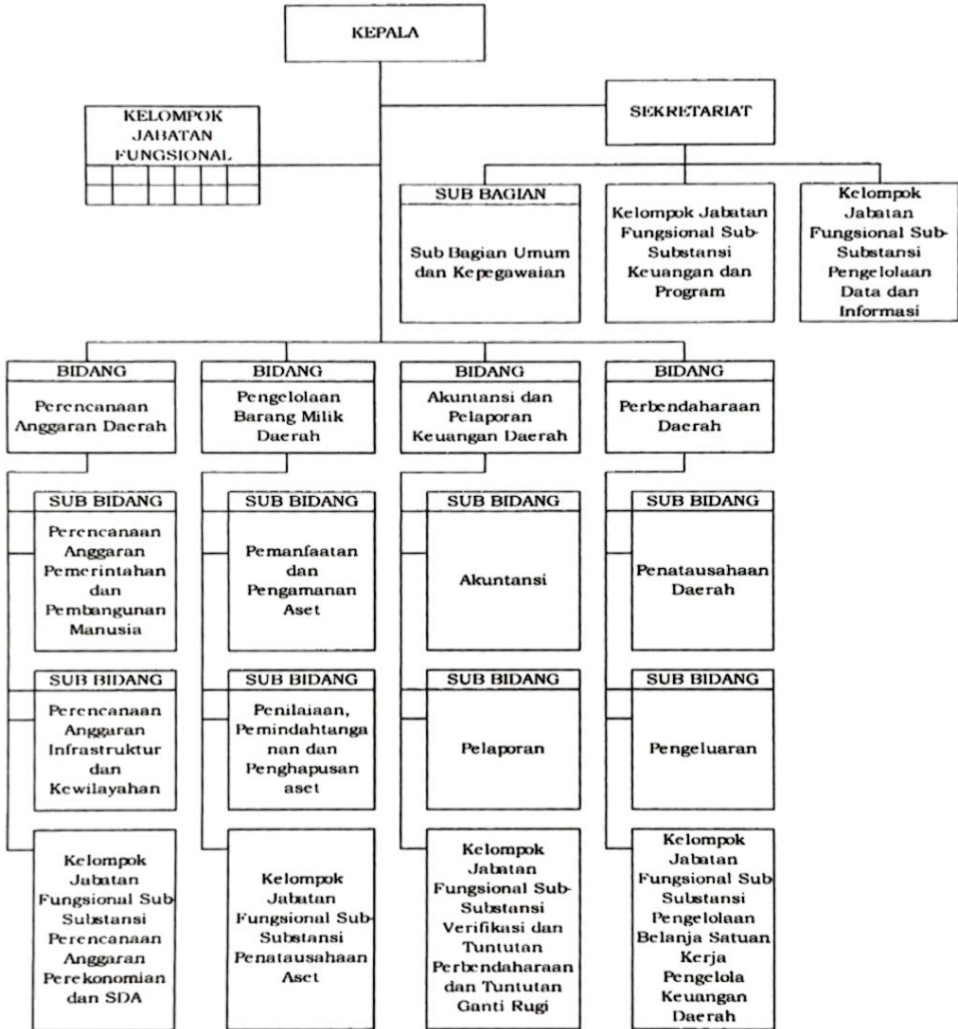 KEPALA
SEKRETARIAT
KELOMPOK
JABATAN
FUNGSIONAL
SUB BAGIAN
Sub Bagian Umum
dan Kepegawaian
Kelompok Jabatan
Fungsional Sub-
Substansi
Keuangan dan
Program
Kelompok
Jabatan
Fungsional Sub-
Substansi
Pengelolaan
Data dan
Informasi
BIDANG
Perencanaan
Anggaran Daerah
BIDANG
Pengelolaan
Barang Milik
Daerah
BIDANG
Akuntansi dan
Pelaporan
Keuangan Daerah
BIDANG
Perbendaharaan
Daerah
SUB BIDANG
Perencanaan
Anggaran
Pemerintahan
dan
Pembangunan
Manusia
SUB BIDANG
Pemanfaatan
dan
Pengamanan
Aset
SUB BIDANG
Akuntansi
SUB BIDANG
Penatausahaan
Daerah
SUB BIDANG
Perencanaan
Anggaran
Infrastruktur
dan
Kewilayahan
SUB BIDANG
Penilaian,
Pemindahtanga
nan dan
Penghapusan
aset
SUB BIDANG
Pelaporan
SUB BIDANG
Pengeluaran
Kelompok
Jabatan
Fungsional Sub
Substansi
Perencanaan
Anggaran
Perekonomian
dan SDA
Kelompok
Jabatan
Fungsional Sub-
Substansi
Penatausahaan
Aset
Kelompok
Jabatan
Fungsional Sub-
Substansi
Verifikasi dan
Tuntutan
Perbendaharaan
dan Tuntutan
Ganti Rugi
Kelompok
Jabatan
Fungsional Sub-
Substansi
Pengelolaan
Belanja Satuan
Kerja
Pengelola
Keuangan
Daerah